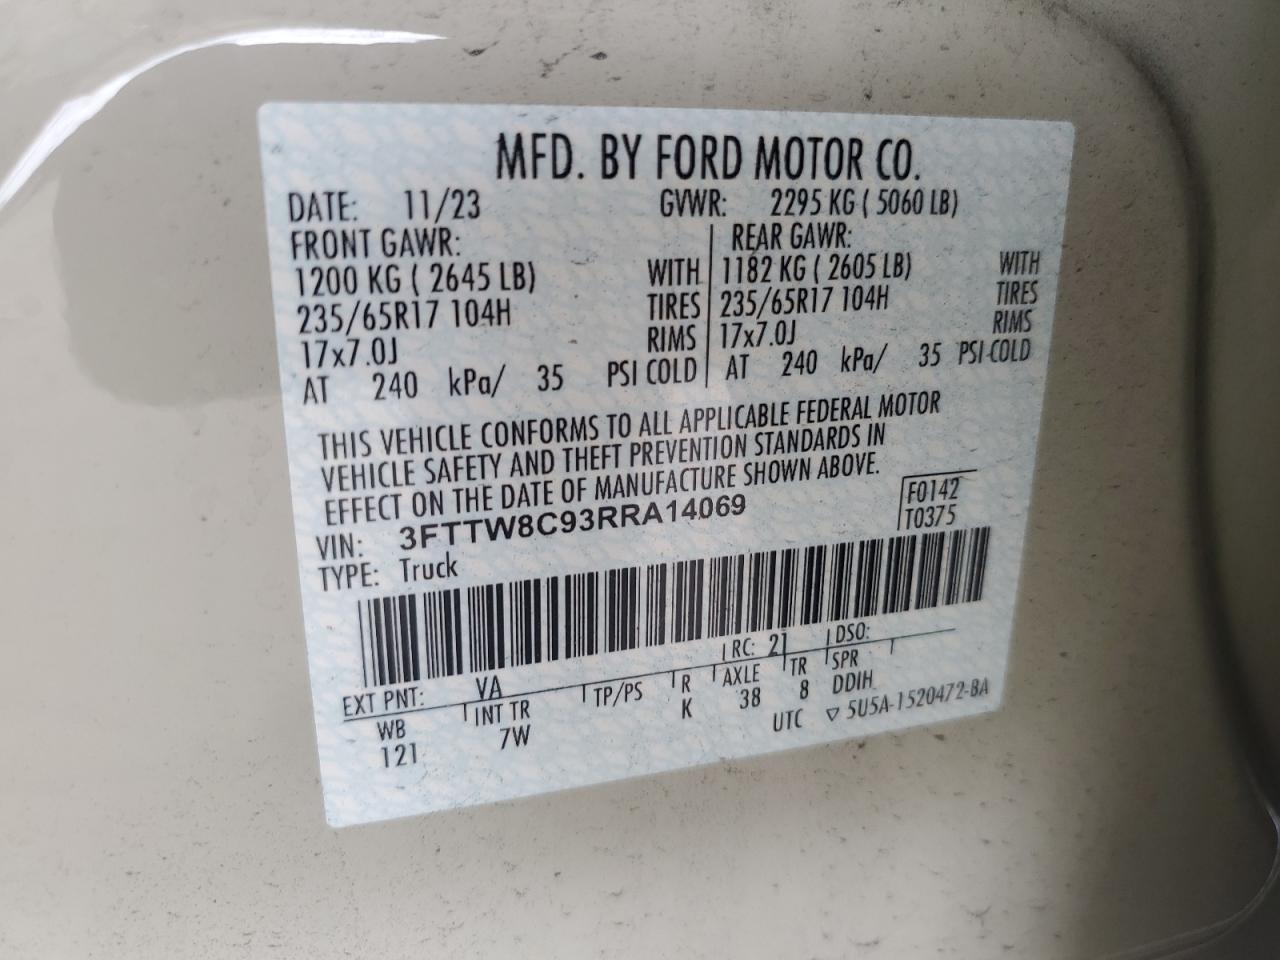 MFD. BY FORD MOTOR CO.
DATE: 11/23 GVWR: 2295 KG ( 5060 LB)
FRONT GAWR: REAR GAWR:
1200 KG ( 2645 LB) WITH 1182 KG ( 2605 LB) WITH
235/65R17 104H TIRES 235/65R17 104H TIRES
17x7.0J RIMS 17x7.0J RIMS
AT 240 kPa/ 35 PSI COLD AT 240 kPa/ 35 PSI COLD
THIS VEHICLE CONFORMS TO ALL APPLICABLE FEDERAL MOTOR
VEHICLE SAFETY AND THEFT PREVENTION STANDARDS IN
EFFECT ON THE DATE OF MANUFACTURE SHOWN ABOVE.
VIN: 3FTTW8C93RRA14069 F0142
TYPE: Truck T0375
EXT PNT: VA RC: 21 DSO:
WB INT TR TP/PS R AXLE TR SPR
121 7W K 38 8 DDIH
UTC ▽ 5U5A-1520472-BA